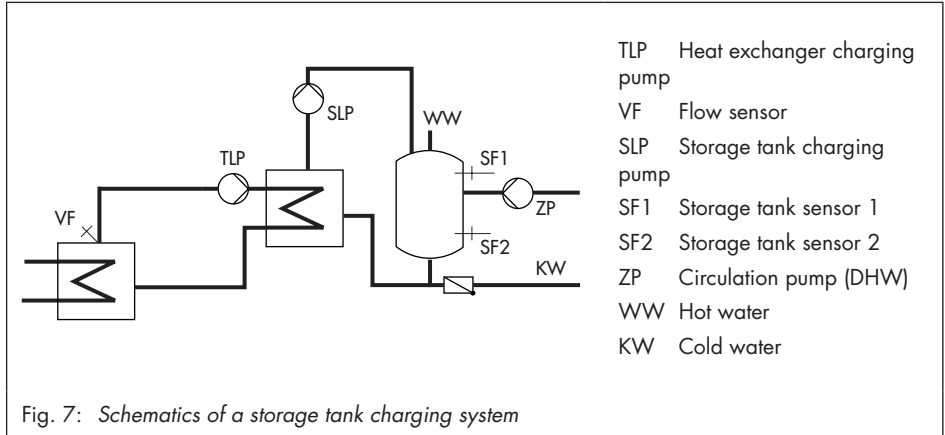 TLP Heat exchanger charging
pump
VF Flow sensor
SLP Storage tank charging
pump
SF1 Storage tank sensor 1
SF2 Storage tank sensor 2
ZP Circulation pump (DHW)
WW Hot water
KW Cold water
SLP
WW
TLP
SF1
ZP
VF
SF2
KW
Fig. 7: Schematics of a storage tank charging system